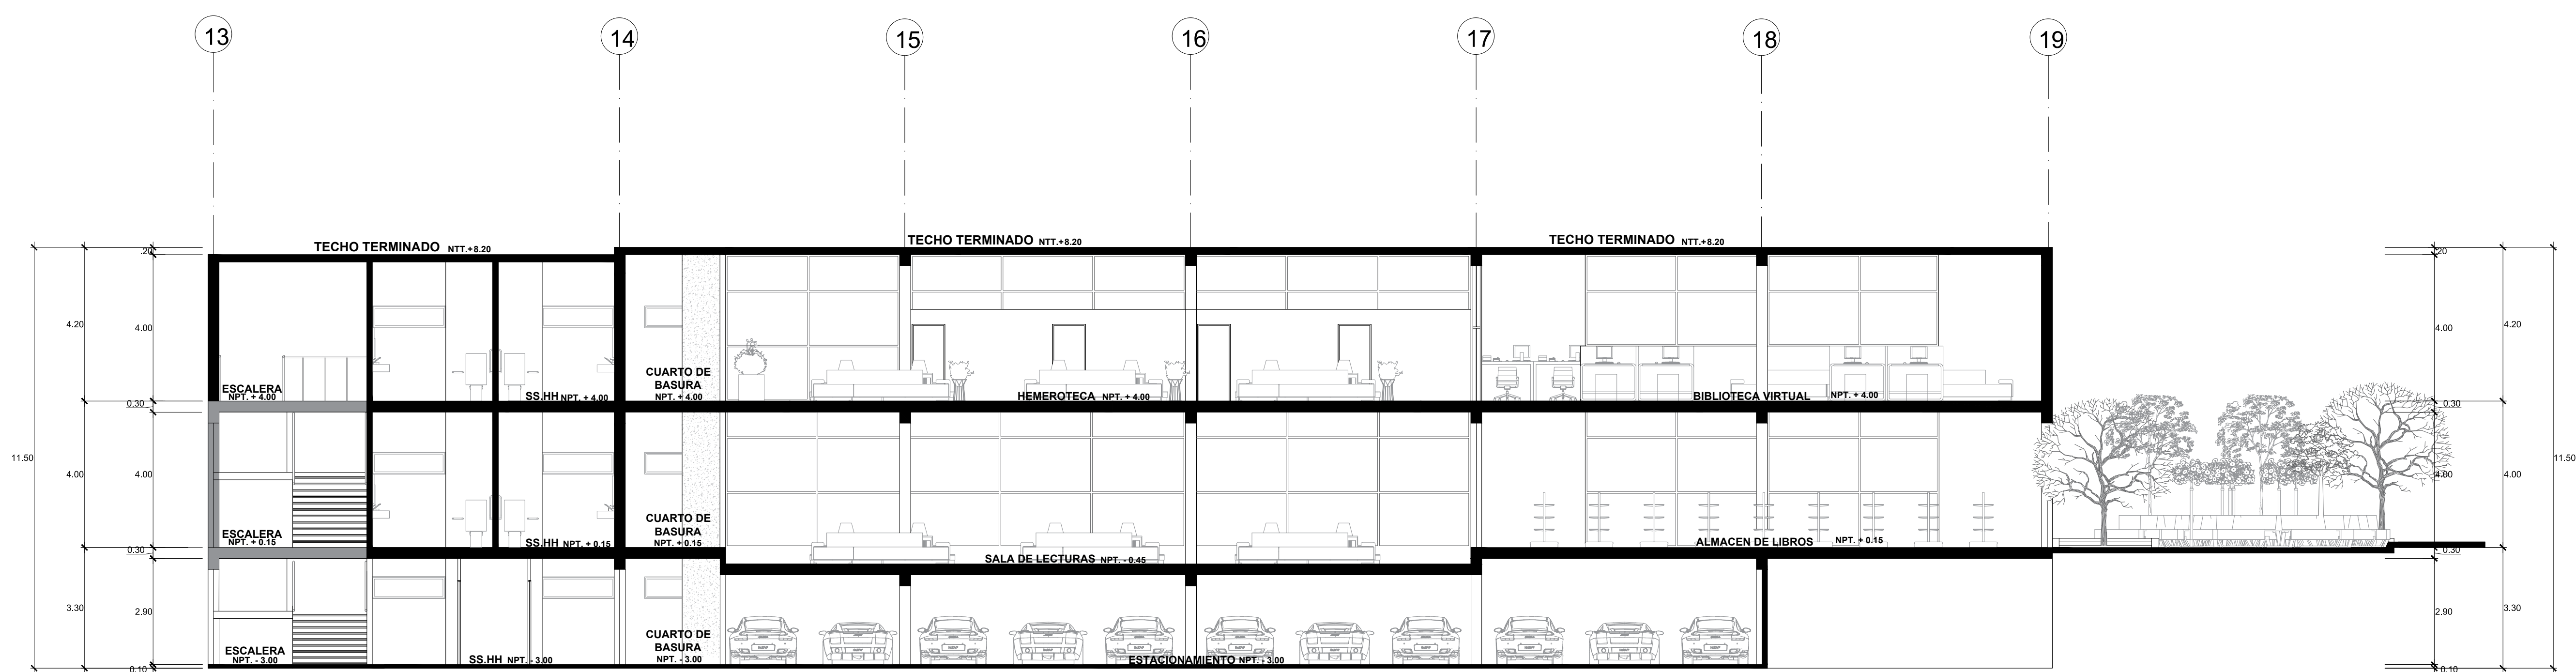 13
14
15
16
17
18
19
TECHO TERMINADO NTT.+8.20
TECHO TERMINADO NTT.+8.20
TECHO TERMINADO NTT.+8.20
.20
4.20
4.00
ESCALERA
NPT. + 4.00
SS.HH NPT. + 4.00
CUARTO DE
BASURA
NPT. + 4.00
HEMEROTECA NPT. + 4.00
BIBLIOTECA VIRTUAL NPT. + 4.00
.20
4.00
4.20
0.30
0.30
11.50
4.00
4.00
ESCALERA
NPT. + 0.15
SS.HH NPT. + 0.15
CUARTO DE
BASURA
NPT. + 0.15
SALA DE LECTURAS NPT. - 0.45
ALMACEN DE LIBROS NPT. + 0.15
4.00
4.00
11.50
0.30
0.30
3.30
2.90
ESCALERA
NPT. - 3.00
SS.HH NPT. - 3.00
CUARTO DE
BASURA
NPT. - 3.00
ESTACIONAMIENTO NPT. - 3.00
2.90
3.30
0.10
0.10